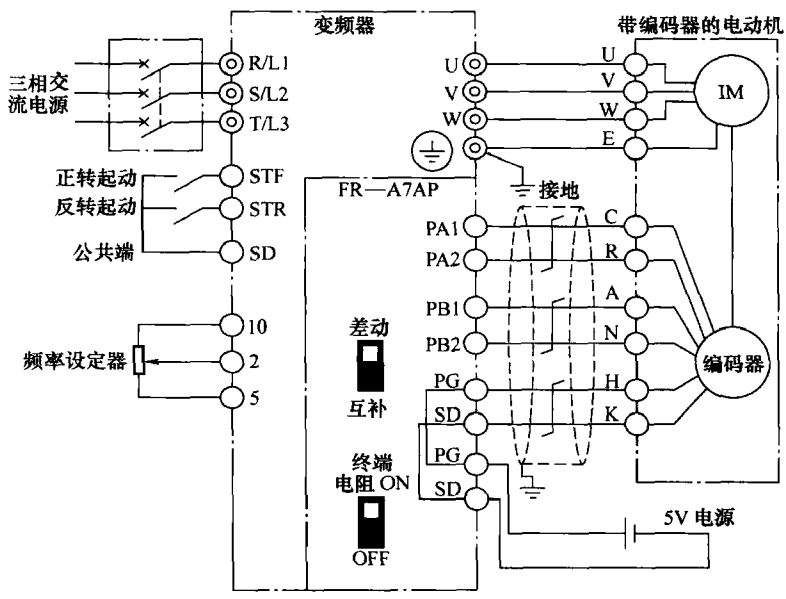 变频器
带编码器的电动机
三相交
流电源
R/L1
S/L2
T/L3
U
V
W
U
V
W
E
IM
正转起动
反转起动
公共端
STF
STR
SD
FR—A7AP
接地
PA1
PA2
PB1
PB2
PG
SD
PG
SD
C
R
A
N
H
K
编码器
频率设定器
10
2
5
差动
互补
终端
电阻 ON
OFF
5V 电源